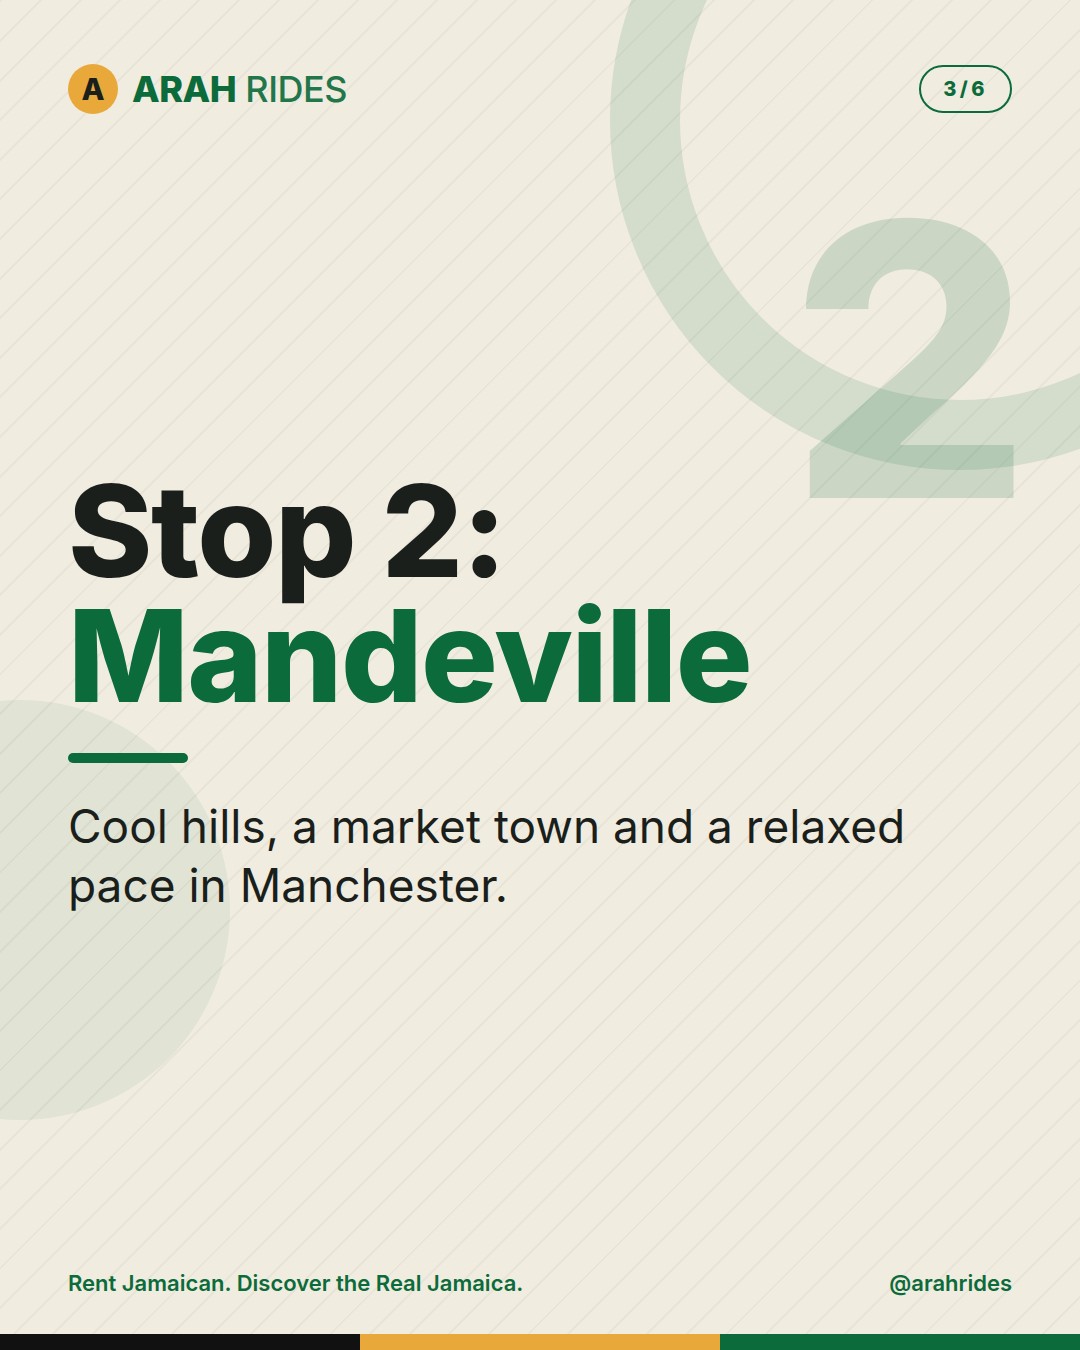 A ARAH RIDES
3/6
2
Stop 2:
Mandeville
Cool hills, a market town and a relaxed
pace in Manchester.
Rent Jamaican. Discover the Real Jamaica.
@arahrides